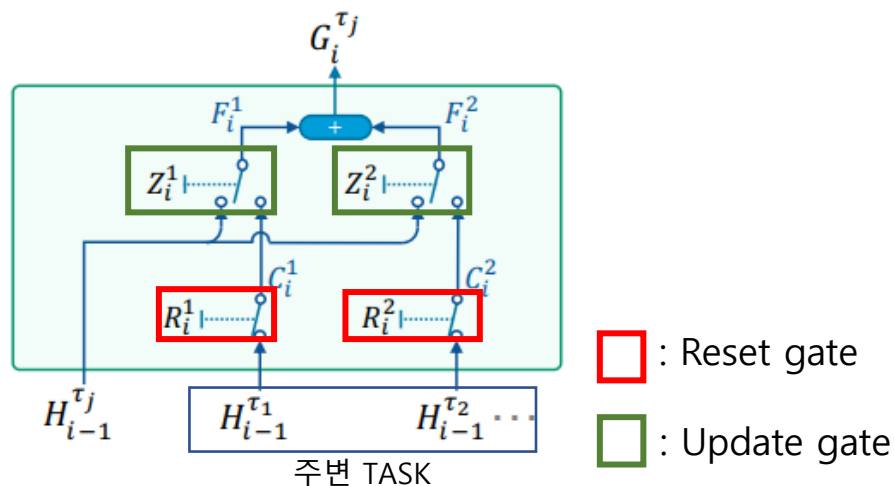 G_i^{τ_j}
F_i^1 + F_i^2
Z_i^1 Z_i^2
C_i^1 C_i^2
R_i^1 R_i^2
: Reset gate
H_{i-1}^{τ_j} H_{i-1}^{τ_1} H_{i-1}^{τ_2} ...
: Update gate
주변 TASK